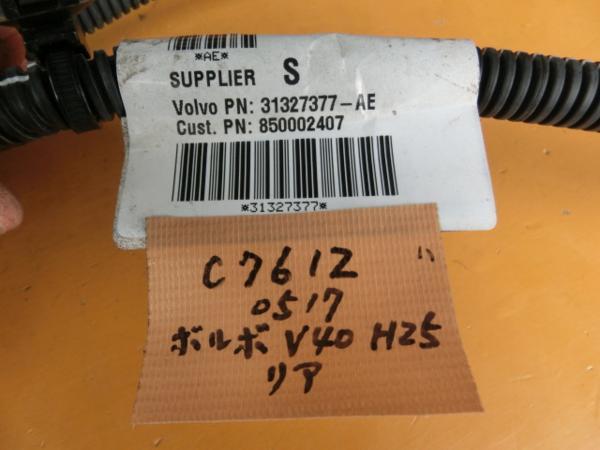 *AE*
SUPPLIER S
Volvo PN: 31327377-AE
Cust. PN: 850002407
*31327377*
C7612 ハ
0517
ボルボ V40 H25
リア